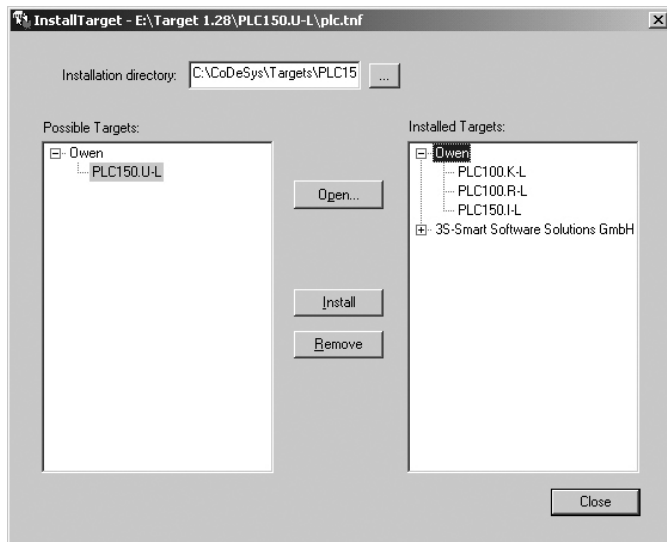 InstallTarget - E:\Target 1.28\PLC150.U-L\plc.tnf
Installation directory: C:\CoDeSys\Targets\PLC15 ...
Possible Targets:
Owen
PLC150.U-L
Open...
Install
Remove
Installed Targets:
Owen
PLC100.K-L
PLC100.R-L
PLC150.I-L
3S-Smart Software Solutions GmbH
Close